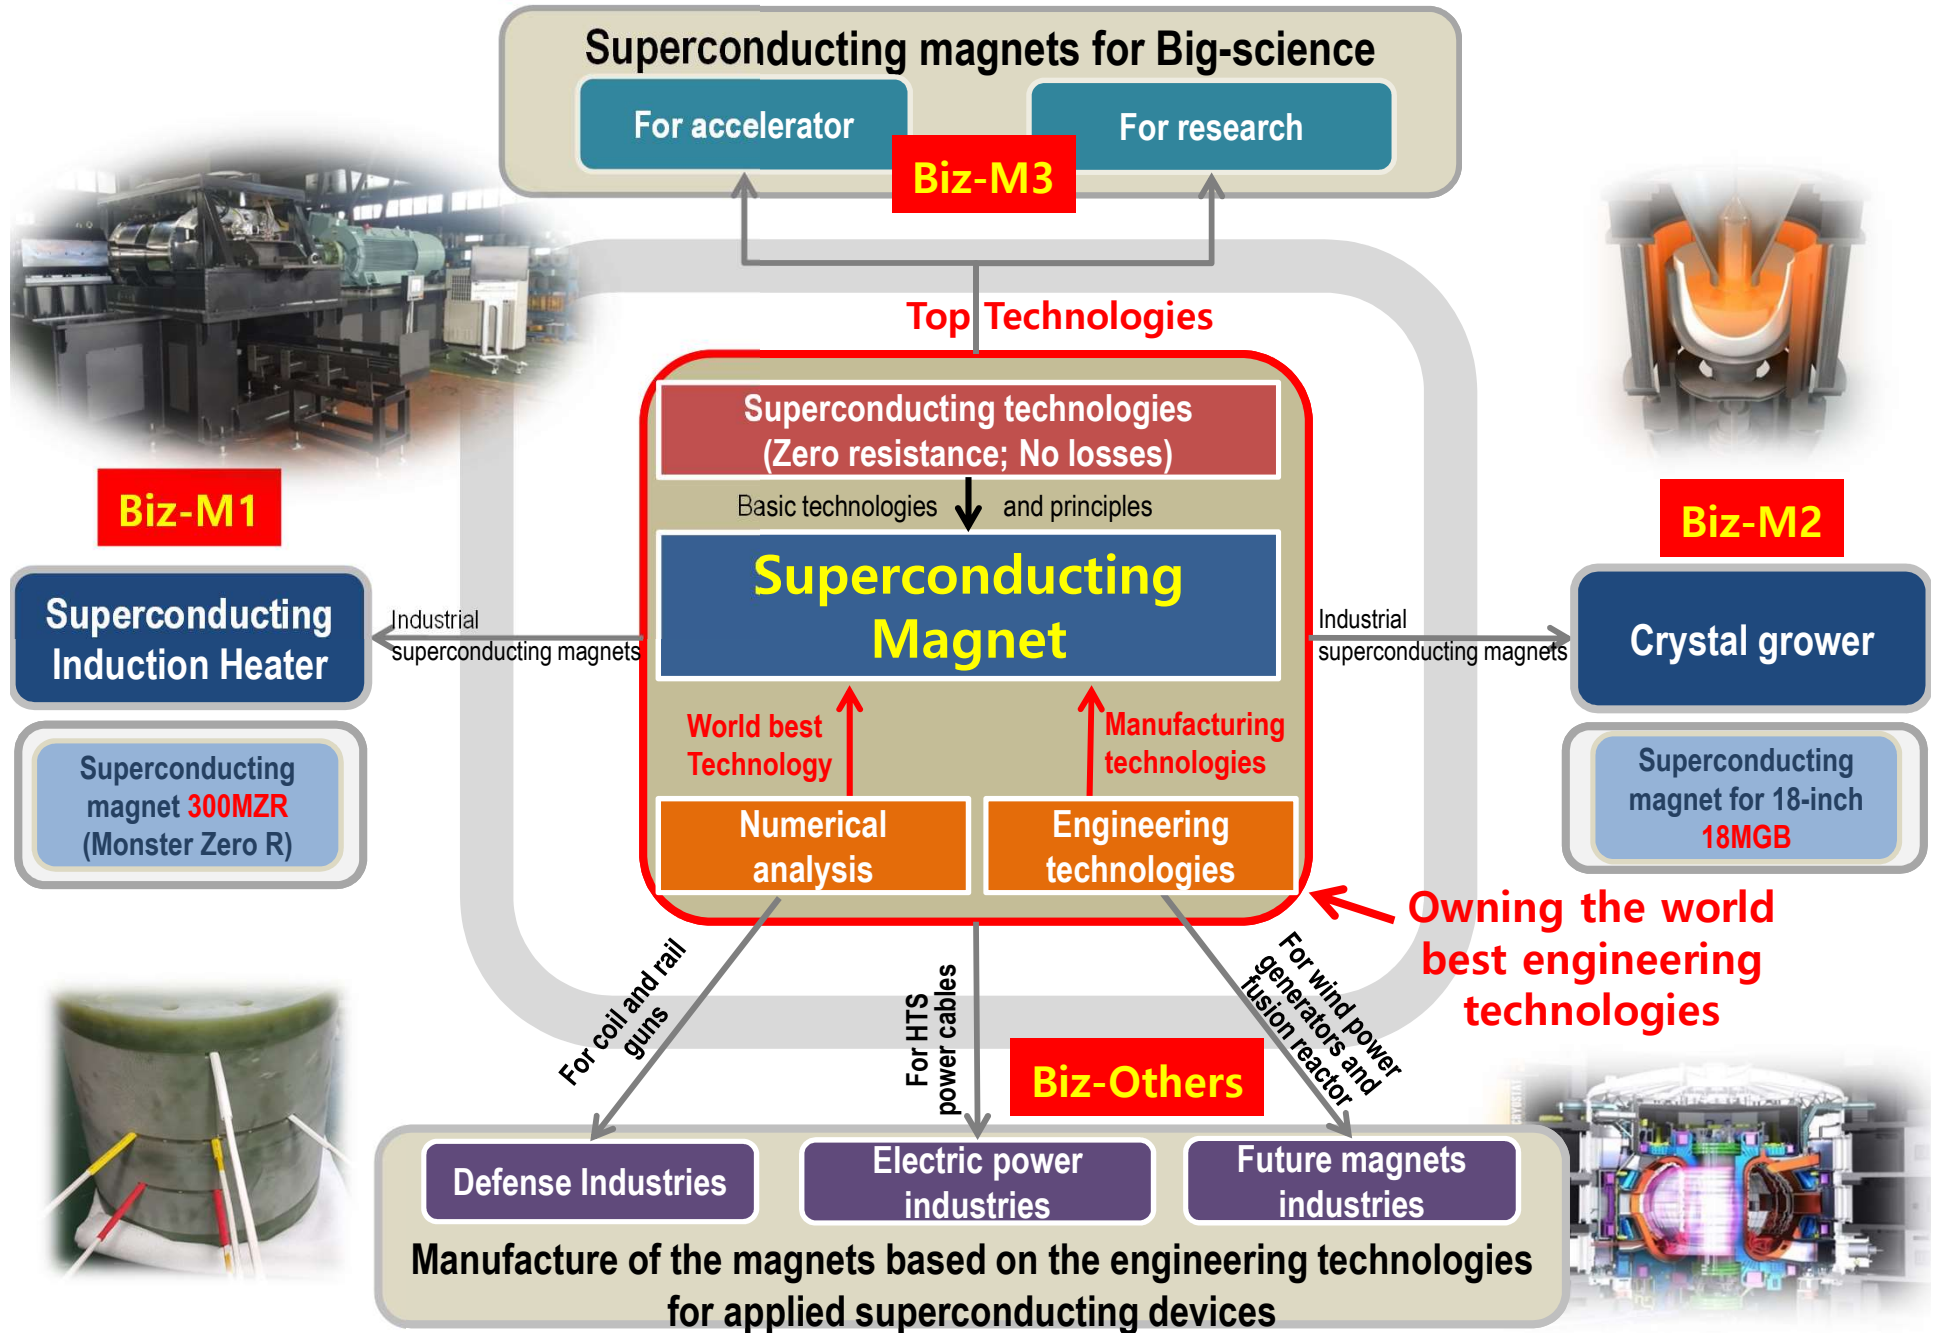 Superconducting magnets for Big-science
For accelerator
For research
Biz-M3
Top Technologies
Superconducting technologies
(Zero resistance; No losses)
Basic technologies and principles
Superconducting
Magnet
World best
Technology
Manufacturing
technologies
Numerical
analysis
Engineering
technologies
Biz-M1
Superconducting
Induction Heater
Industrial
superconducting magnets
Superconducting
magnet 300MZR
(Monster Zero R)
Biz-M2
Crystal grower
Industrial
superconducting magnets
Superconducting
magnet for 18-inch
18MGB
Owning the world
best engineering
technologies
For coil and rail
guns
For HTS
power cables
For wind power
generators and
fusion reactor
Biz-Others
Defense Industries
Electric power
industries
Future magnets
industries
Manufacture of the magnets based on the engineering technologies
for applied superconducting devices
CRYOSTAT